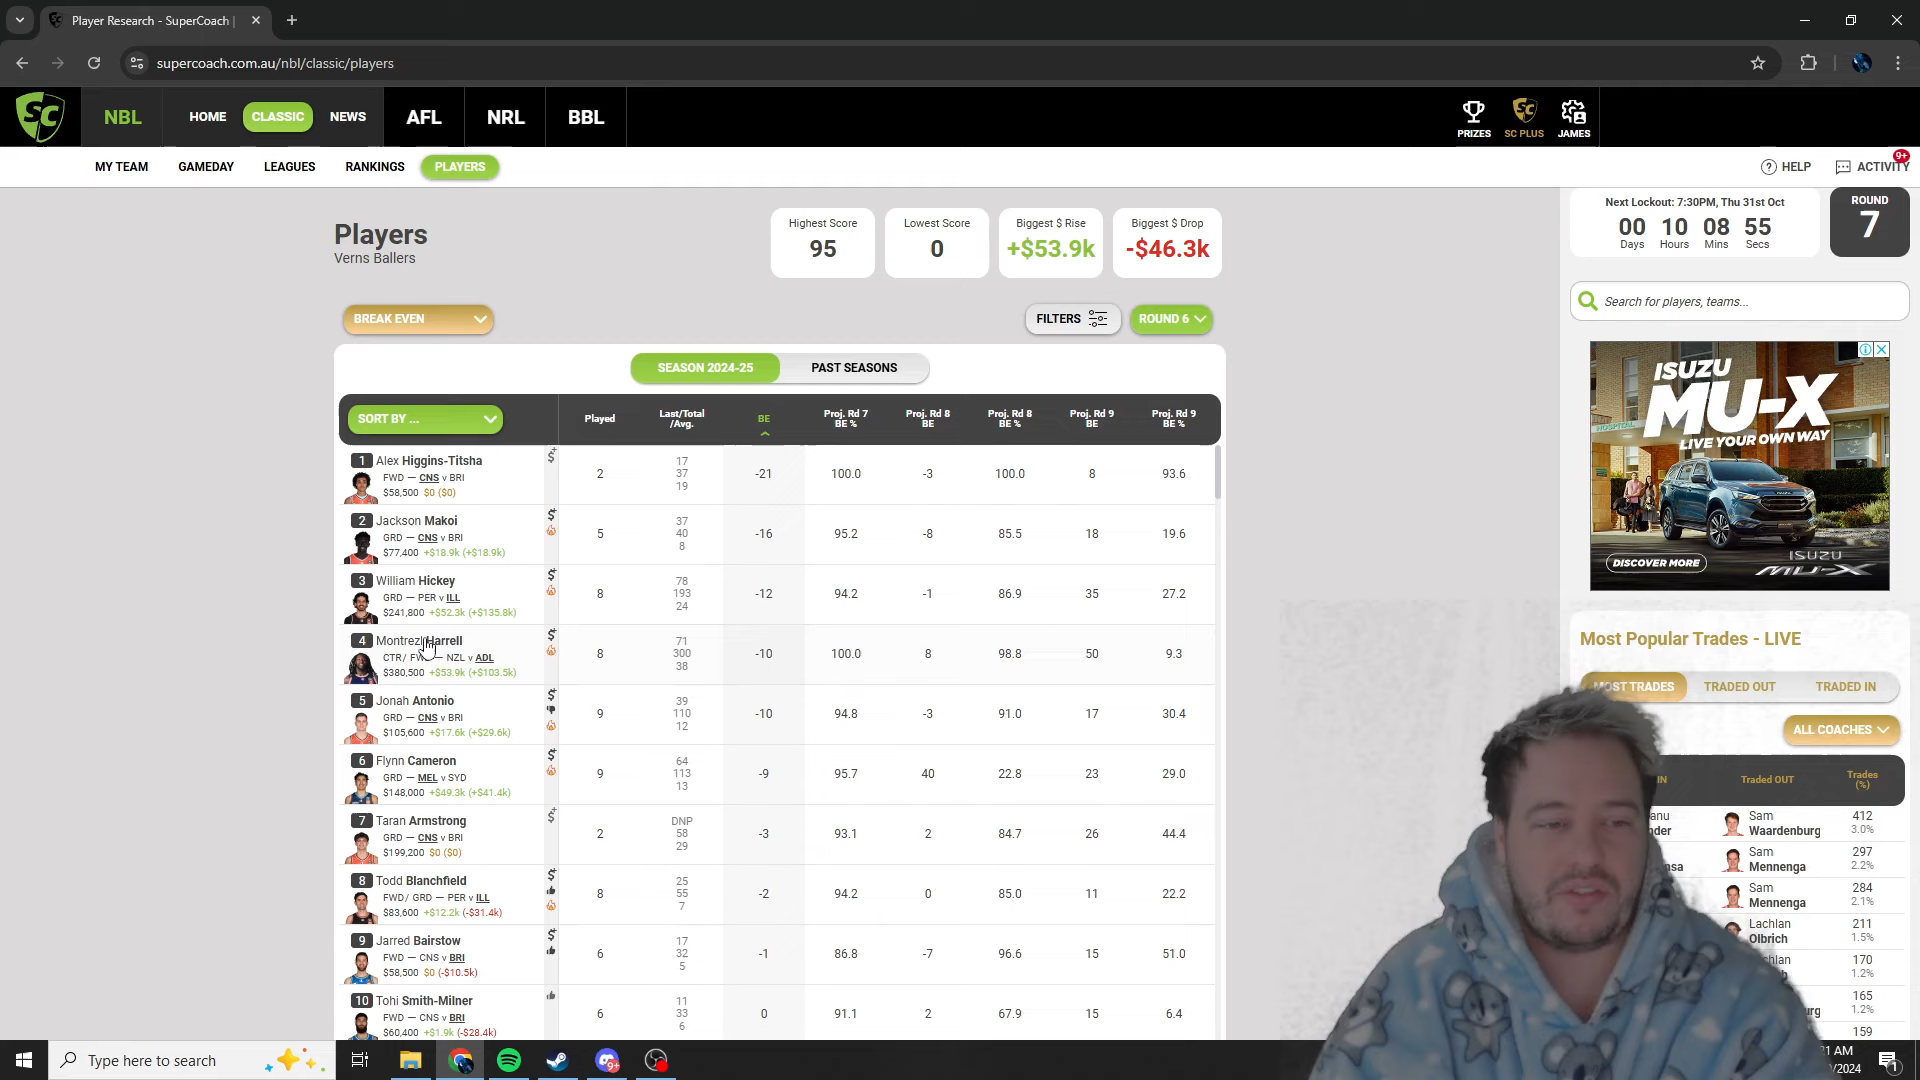 Player Research - SuperCoach |
supercoach.com.au/nbl/classic/players
SC
NBL
HOME
CLASSIC
NEWS
AFL
NRL
BBL
PRIZES
SC PLUS
JAMES
MY TEAM
GAMEDAY
LEAGUES
RANKINGS
PLAYERS
HELP
ACTIVITY
9+
Players
Verns Ballers
Highest Score
95
Lowest Score
0
Biggest $ Rise
+$53.9k
Biggest $ Drop
-$46.3k
Next Lockout: 7:30PM, Thu 31st Oct
00 10 08 55
Days Hours Mins Secs
ROUND
7
Search for players, teams...
BREAK EVEN
FILTERS
ROUND 6
SEASON 2024-25
PAST SEASONS
SORT BY ...
Played
Last/Total
/Avg.
BE
Proj. Rd 7
BE %
Proj. Rd 8
BE
Proj. Rd 8
BE %
Proj. Rd 9
BE
Proj. Rd 9
BE %
1 Alex Higgins-Titsha
FWD — CNS v BRI
$58,500 $0 ($0)
2
17
37
19
-21 100.0 -3 100.0 8 93.6
2 Jackson Makoi
GRD — CNS v BRI
$77,400 +$18.9k (+$18.9k)
5
37
40
8
-16 95.2 -8 85.5 18 19.6
3 William Hickey
GRD — PER v ILL
$241,800 +$52.3k (+$135.8k)
8
78
193
24
-12 94.2 -1 86.9 35 27.2
4 Montrezl Harrell
CTR/ FWD — NZL v ADL
$380,500 +$53.9k (+$103.5k)
8
71
300
38
-10 100.0 8 98.8 50 9.3
5 Jonah Antonio
GRD — CNS v BRI
$105,600 +$17.6k (+$29.6k)
9
39
110
12
-10 94.8 -3 91.0 17 30.4
6 Flynn Cameron
GRD — MEL v SYD
$148,000 +$49.3k (+$41.4k)
9
64
113
13
-9 95.7 40 22.8 23 29.0
7 Taran Armstrong
GRD — CNS v BRI
$199,200 $0 ($0)
2
DNP
58
29
-3 93.1 2 84.7 26 44.4
8 Todd Blanchfield
FWD/ GRD — PER v ILL
$83,600 +$12.2k (-$31.4k)
8
25
55
7
-2 94.2 0 85.0 11 22.2
9 Jarred Bairstow
FWD — CNS v BRI
$58,500 $0 (-$10.5k)
6
17
32
5
-1 86.8 -7 96.6 15 51.0
10 Tohi Smith-Milner
FWD — CNS v BRI
$60,400 +$1.9k (-$28.4k)
6
11
33
6
0 91.1 2 67.9 15 6.4
ISUZU
MU-X
LIVE YOUR OWN WAY
HOSPITAL
DISCOVER MORE
ISUZU
MU-X
Most Popular Trades - LIVE
MOST TRADES
TRADED OUT
TRADED IN
ALL COACHES
IN
Traded OUT
Trades
(%)
Sam
Waardenburg
412
3.0%
Sam
Mennenga
297
2.2%
Sam
Mennenga
284
2.1%
Lachlan
Olbrich
211
1.5%
170
1.2%
165
1.2%
159
Type here to search
9+
1 AM
/2024
1